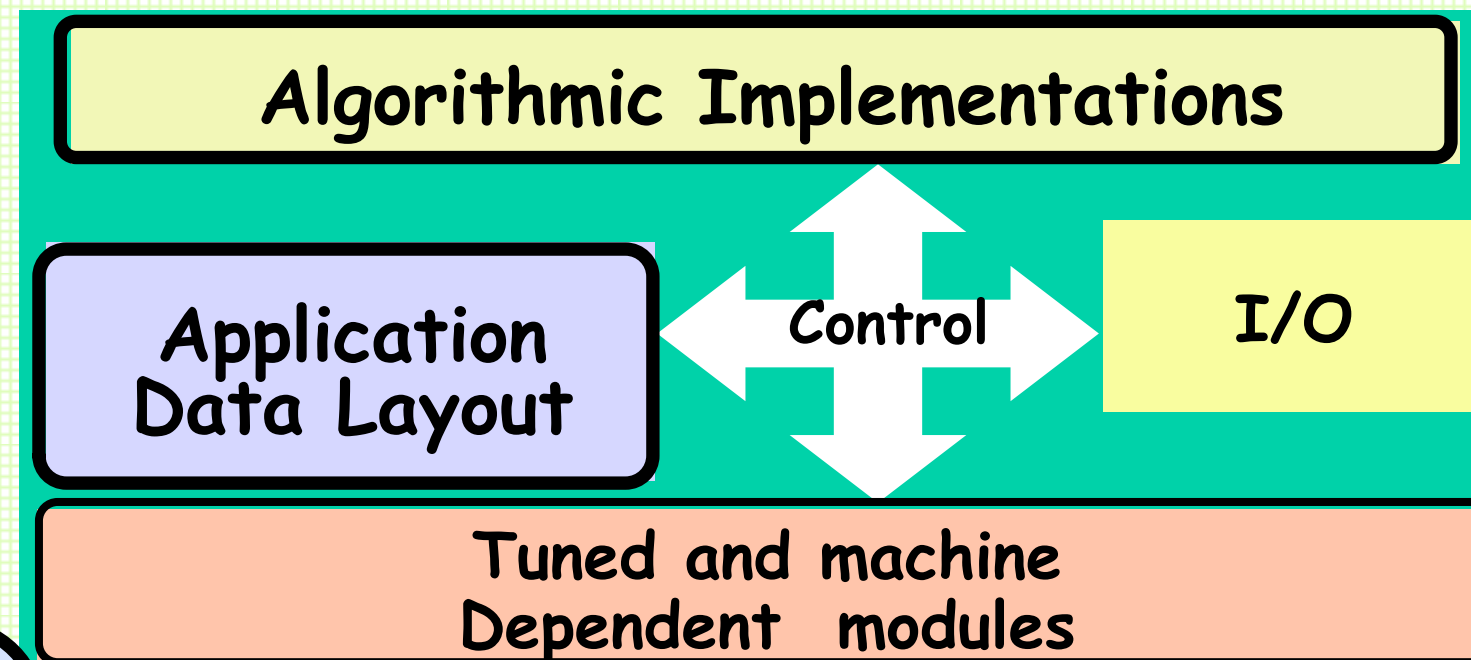 Algorithmic Implementations
Application
Data Layout
Control
I/O
Tuned and machine
Dependent modules